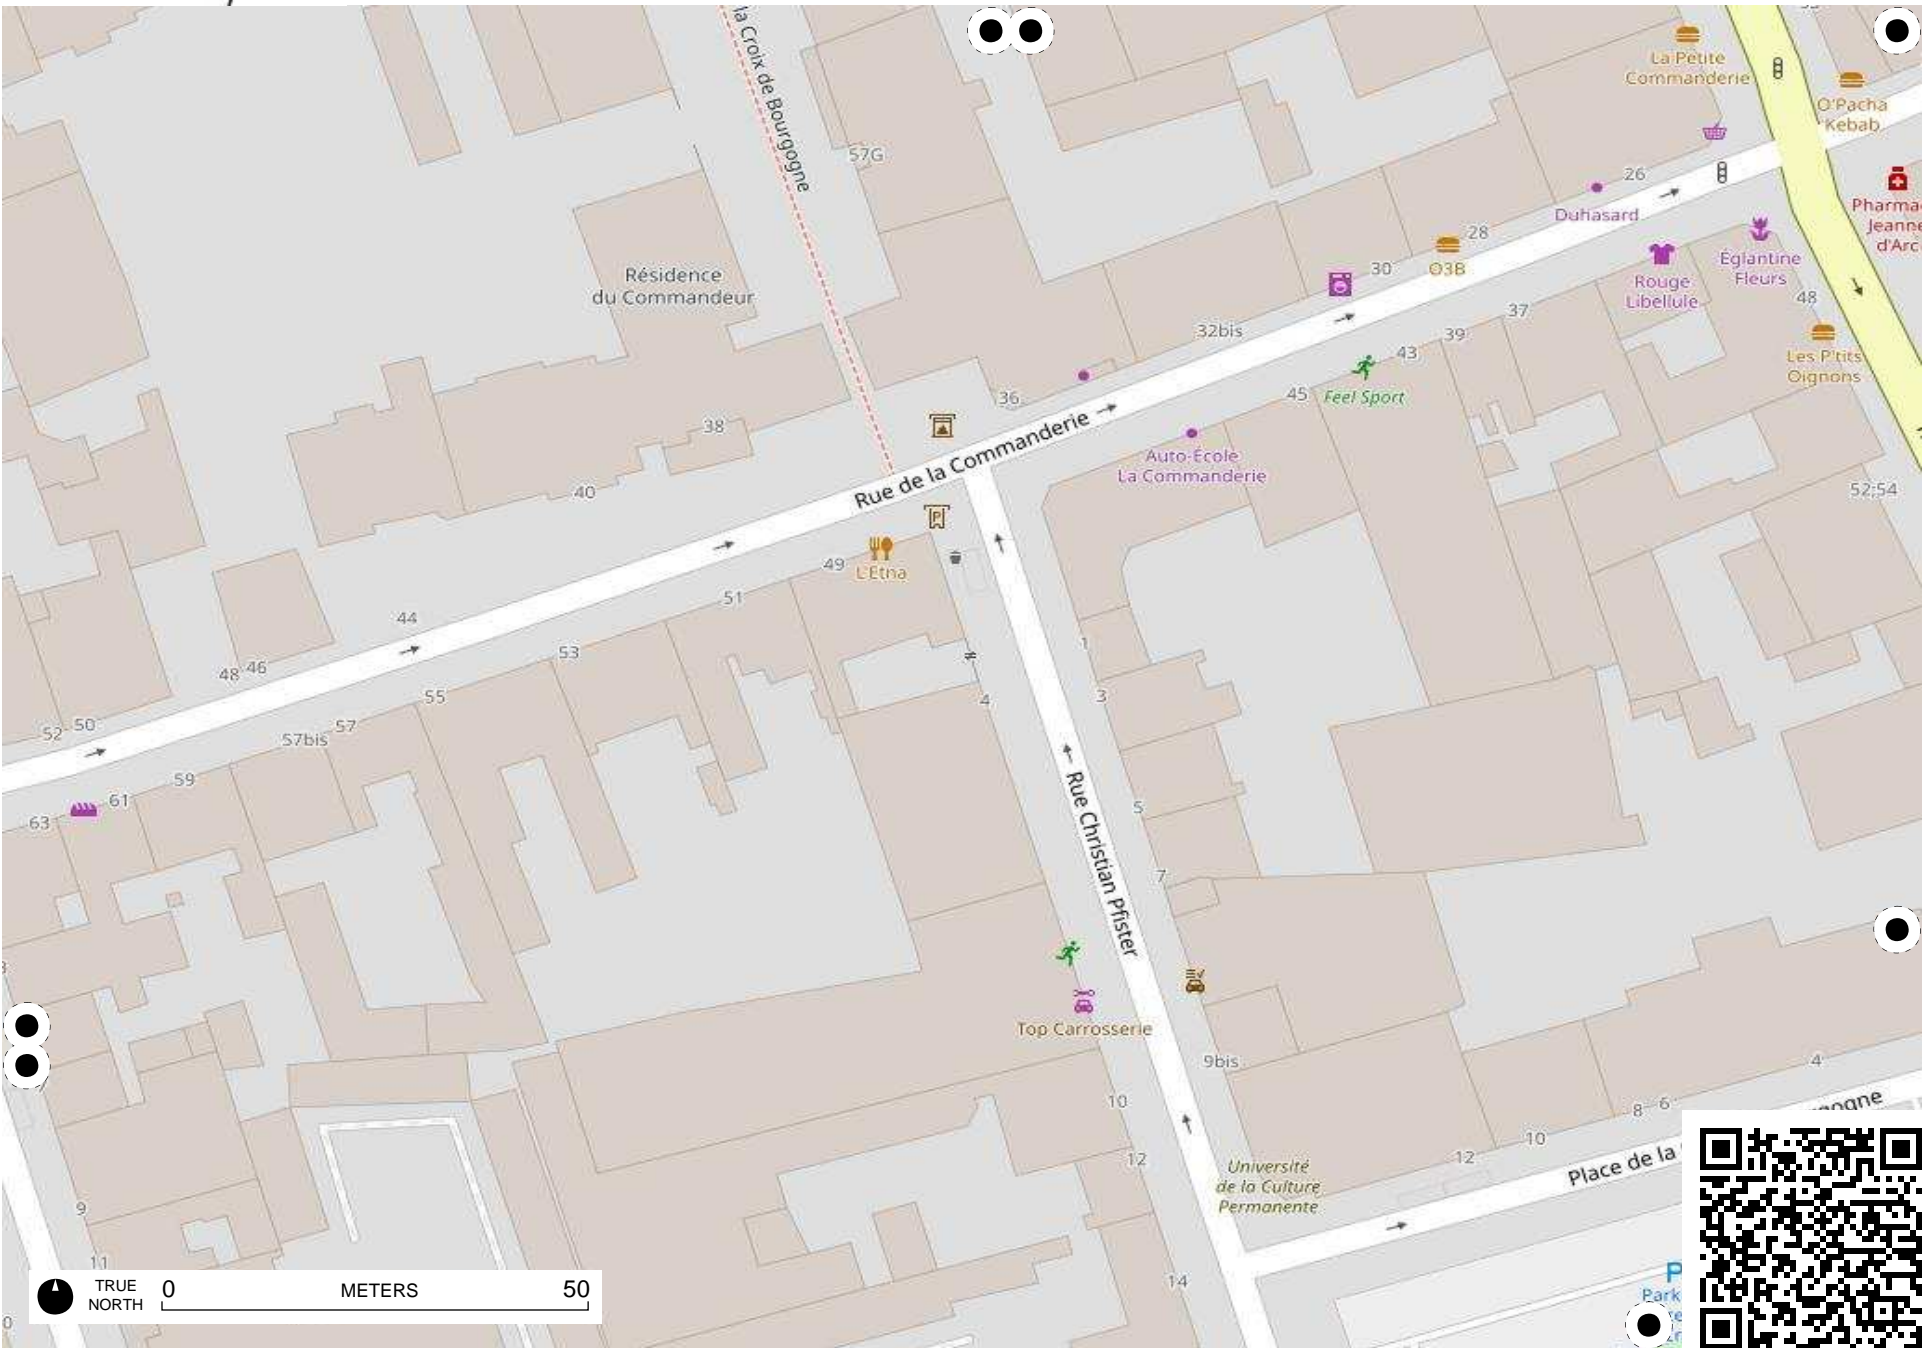 la Croix de Bourgogne
La Petite
Commanderie
O'Pacha
Kebab
57G
26
Duhasard
Jeanne
d'Arc
28
O3B
30
Rouge
Libellule
Églantine
Fleurs
48
Les P'tits
Oignons
Résidence
du Commandeur
32bis
37
39
43
45
Feel Sport
36
38
40
Rue de la Commanderie
Auto-École
La Commanderie
52;54
49
L'Etna
51
44
53
48
46
55
1
3
4
52
50
57bis
57
59
61
63
5
7
Rue Christian Pfister
Top Carrosserie
9bis
4
10
12
8
6
10
12
Université
de la Culture
Permanente
Place de la
9
11
14
TRUE
NORTH
0
METERS
50
P
Park